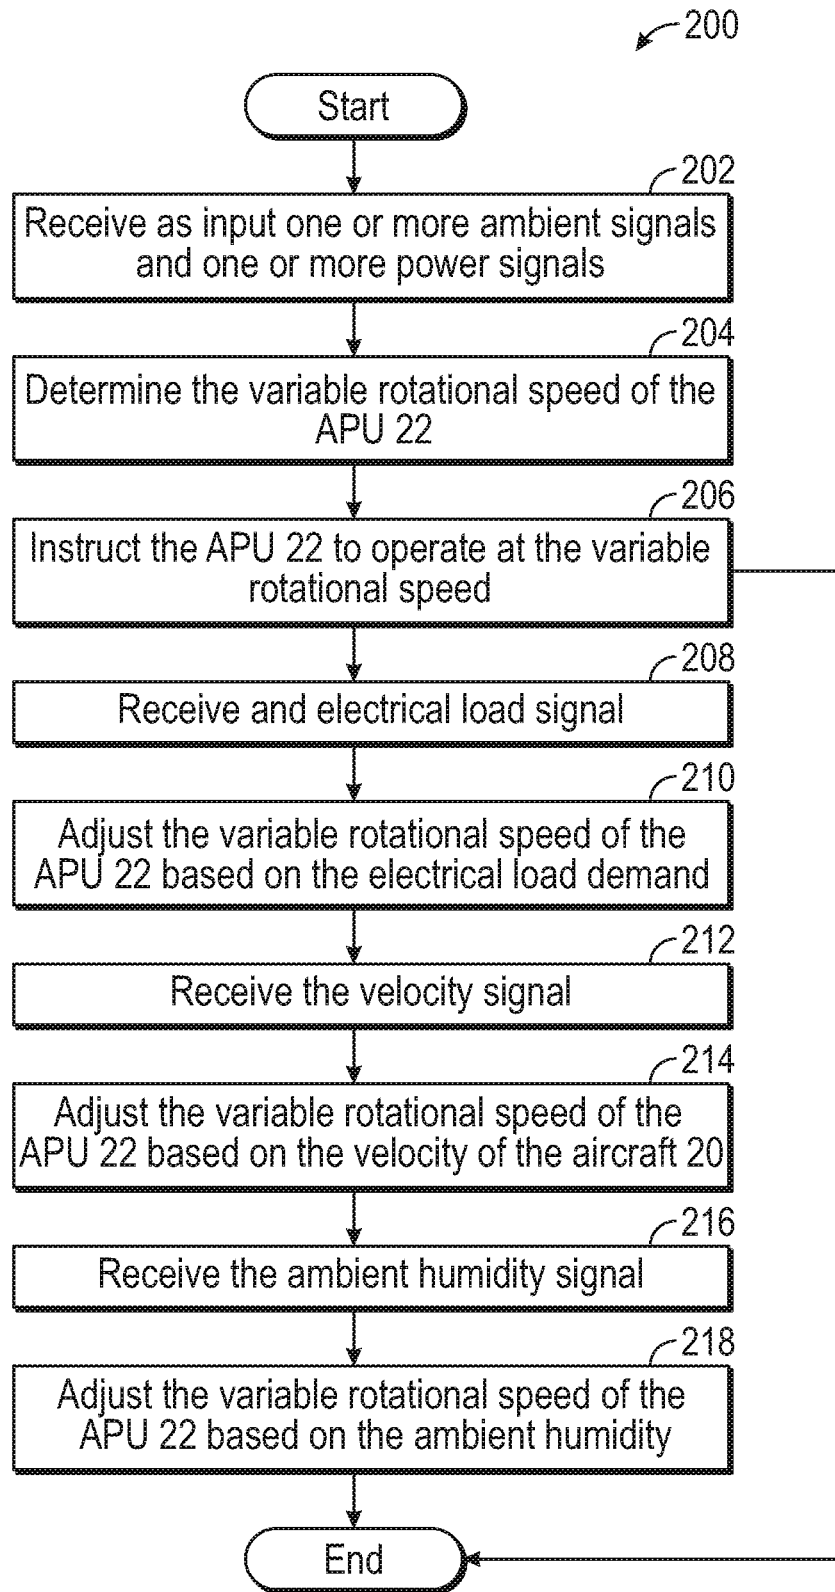 200
Start
202
Receive as input one or more ambient signals
and one or more power signals
204
Determine the variable rotational speed of the
APU 22
206
Instruct the APU 22 to operate at the variable
rotational speed
208
Receive and electrical load signal
210
Adjust the variable rotational speed of the
APU 22 based on the electrical load demand
212
Receive the velocity signal
214
Adjust the variable rotational speed of the
APU 22 based on the velocity of the aircraft 20
216
Receive the ambient humidity signal
218
Adjust the variable rotational speed of the
APU 22 based on the ambient humidity
End